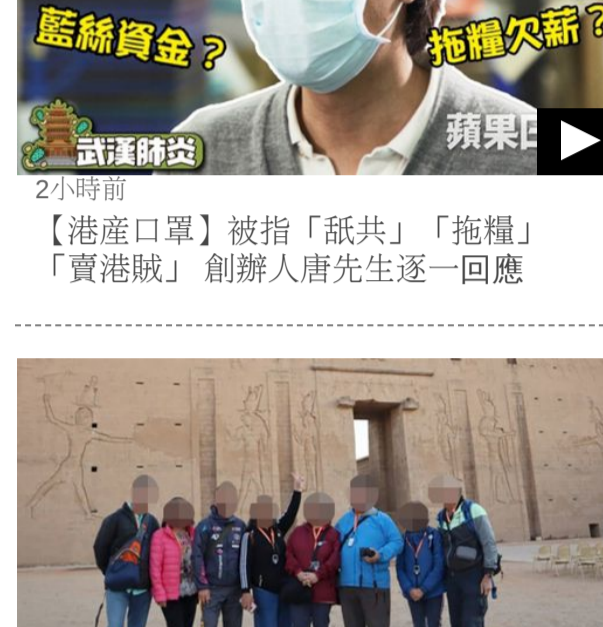 藍絲資金？
拖糧欠薪？
武漢肺炎
蘋果日
2小時前
【港産口罩】被指「舐共」「拖糧」
「賣港賊」 創辦人唐先生逐一回應